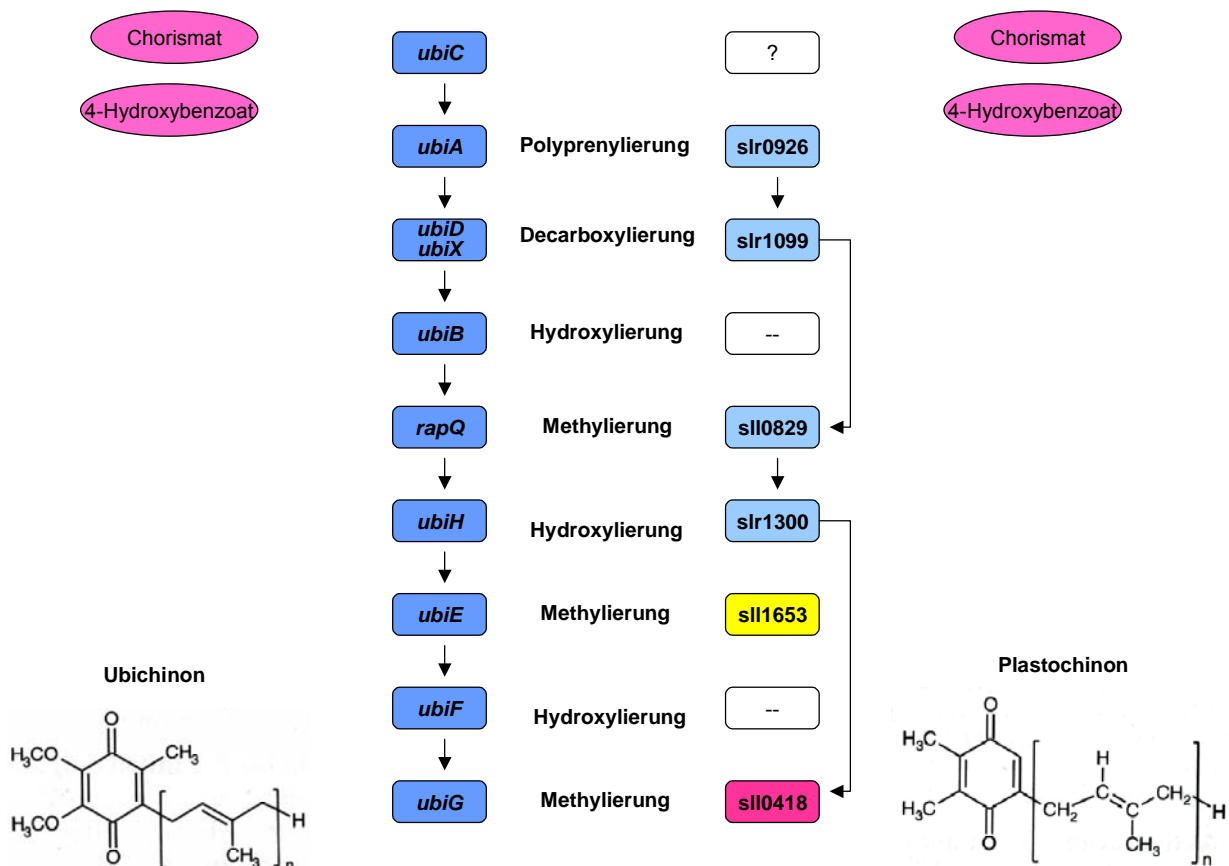 Chorismat
ubiC
?
Chorismat
4-Hydroxybenzoat
4-Hydroxybenzoat
ubiA
Polyprenylierung
slr0926
ubiD
ubiX
Decarboxylierung
slr1099
ubiB
Hydroxylierung
--
rapQ
Methylierung
sll0829
ubiH
Hydroxylierung
slr1300
ubiE
Methylierung
sll1653
Ubichinon
Plastochinon
ubiF
Hydroxylierung
--
ubiG
Methylierung
sll0418
O
H₃CO
CH₃
H₃CO
O
CH₃
H
n
O
H₃C
H₃C
O
CH₂
H
CH₃
CH₂
H
n